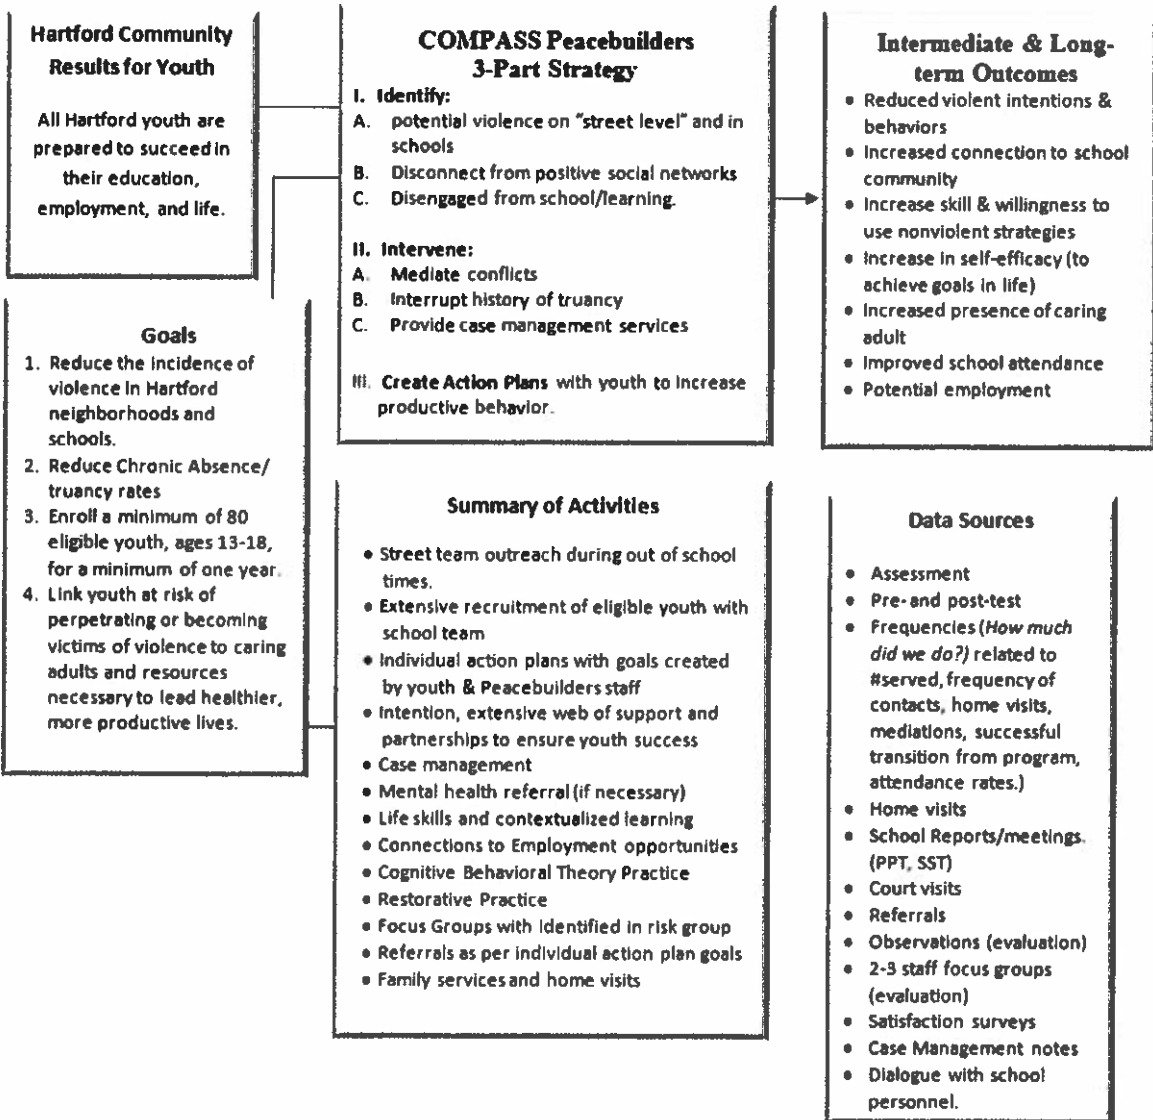 Hartford Community
Results for Youth
All Hartford youth are
prepared to succeed in
their education,
employment, and life.
Goals
1. Reduce the incidence of
violence in Hartford
neighborhoods and
schools.
2. Reduce Chronic Absence/
truancy rates
3. Enroll a minimum of 80
eligible youth, ages 13-18,
for a minimum of one year.
4. Link youth at risk of
perpetrating or becoming
victims of violence to caring
adults and resources
necessary to lead healthier,
more productive lives.
COMPASS Peacebuilders
3-Part Strategy
I. Identify:
A. potential violence on "street level" and in
schools
B. Disconnect from positive social networks
C. Disengaged from school/learning.
II. Intervene:
A. Mediate conflicts
B. Interrupt history of truancy
C. Provide case management services
III. Create Action Plans with youth to increase
productive behavior.
Summary of Activities
• Street team outreach during out of school
times.
• Extensive recruitment of eligible youth with
school team
• Individual action plans with goals created
by youth & Peacebuilders staff
• Intention, extensive web of support and
partnerships to ensure youth success
• Case management
• Mental health referral (if necessary)
• Life skills and contextualized learning
• Connections to Employment opportunities
• Cognitive Behavioral Theory Practice
• Restorative Practice
• Focus Groups with identified in risk group
• Referrals as per individual action plan goals
• Family services and home visits
Intermediate & Long-
term Outcomes
• Reduced violent intentions &
behaviors
• Increased connection to school
community
• Increase skill & willingness to
use nonviolent strategies
• Increase in self-efficacy (to
achieve goals in life)
• Increased presence of caring
adult
• Improved school attendance
• Potential employment
Data Sources
• Assessment
• Pre- and post-test
• Frequencies (How much
did we do?) related to
#served, frequency of
contacts, home visits,
mediations, successful
transition from program,
attendance rates.)
• Home visits
• School Reports/meetings.
(PPT, SST)
• Court visits
• Referrals
• Observations (evaluation)
• 2-3 staff focus groups
(evaluation)
• Satisfaction surveys
• Case Management notes
• Dialogue with school
personnel.